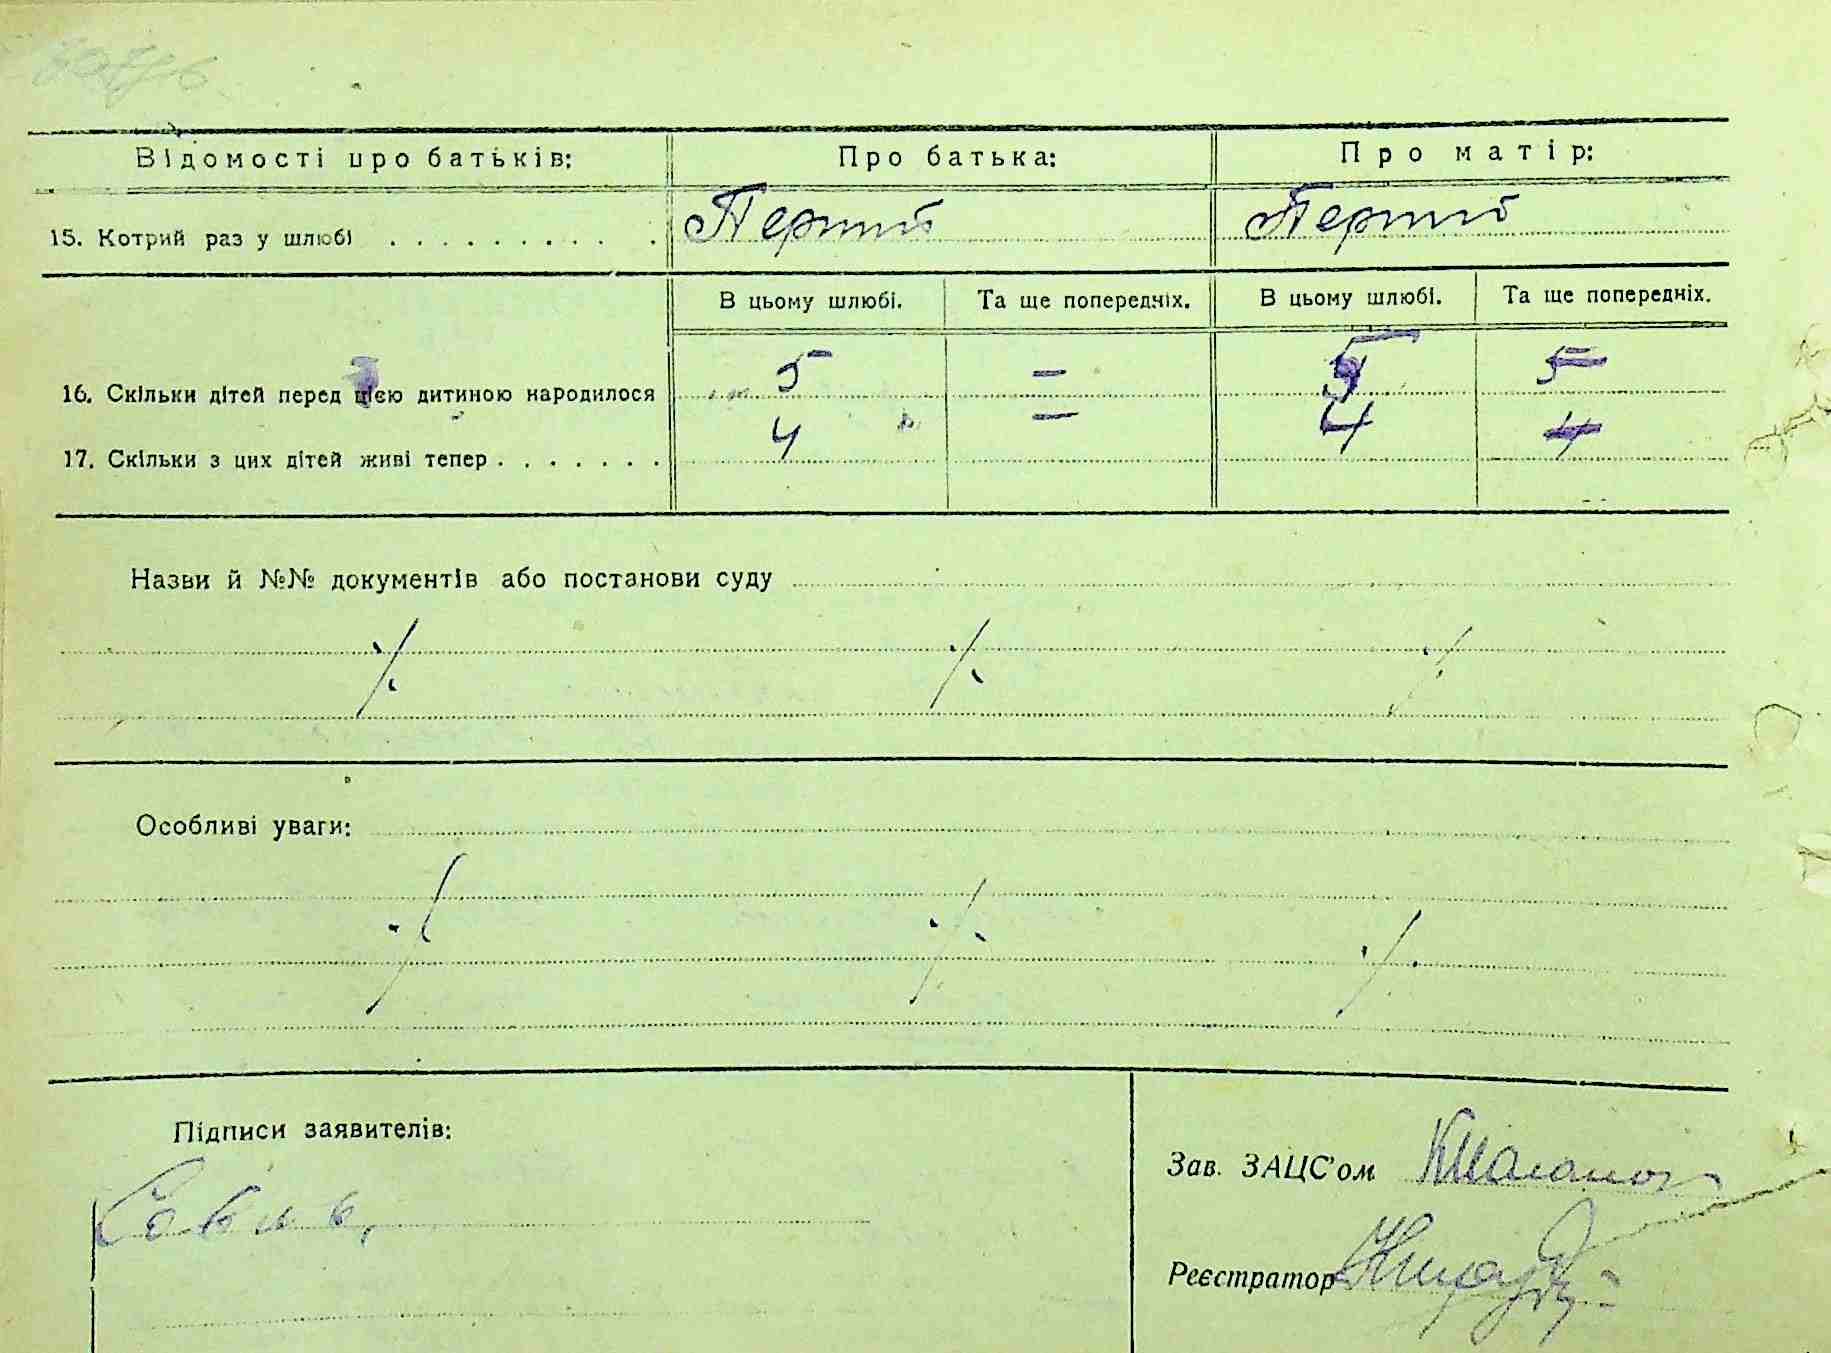 Відомості про батьків: Про батька: Про матір:
15. Котрий раз у шлюбі . . . . . . . . . . Перший Перший
В цьому шлюбі. Та ще попередніх. В цьому шлюбі. Та ще попередніх.
16. Скільки дітей перед цією дитиною народилося 5 – 5 5
17. Скільки з цих дітей живі тепер . . . . . . . 4 – 4 4
Назви й №№ документів або постанови суду
Особливі уваги:
Підписи заявителів:
Зав. ЗАЦС'ом
Реєстратор